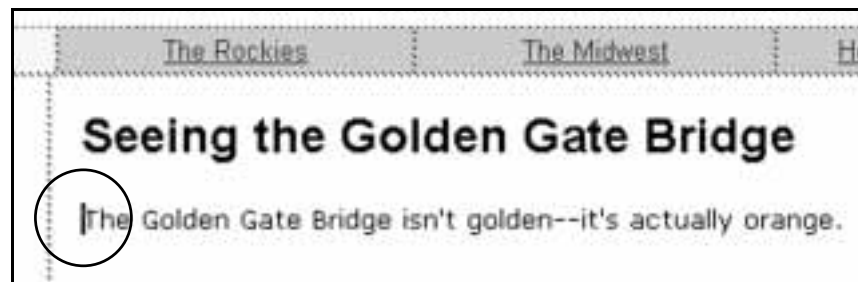 The Rockies The Midwest
Seeing the Golden Gate Bridge
The Golden Gate Bridge isn't golden--it's actually orange.